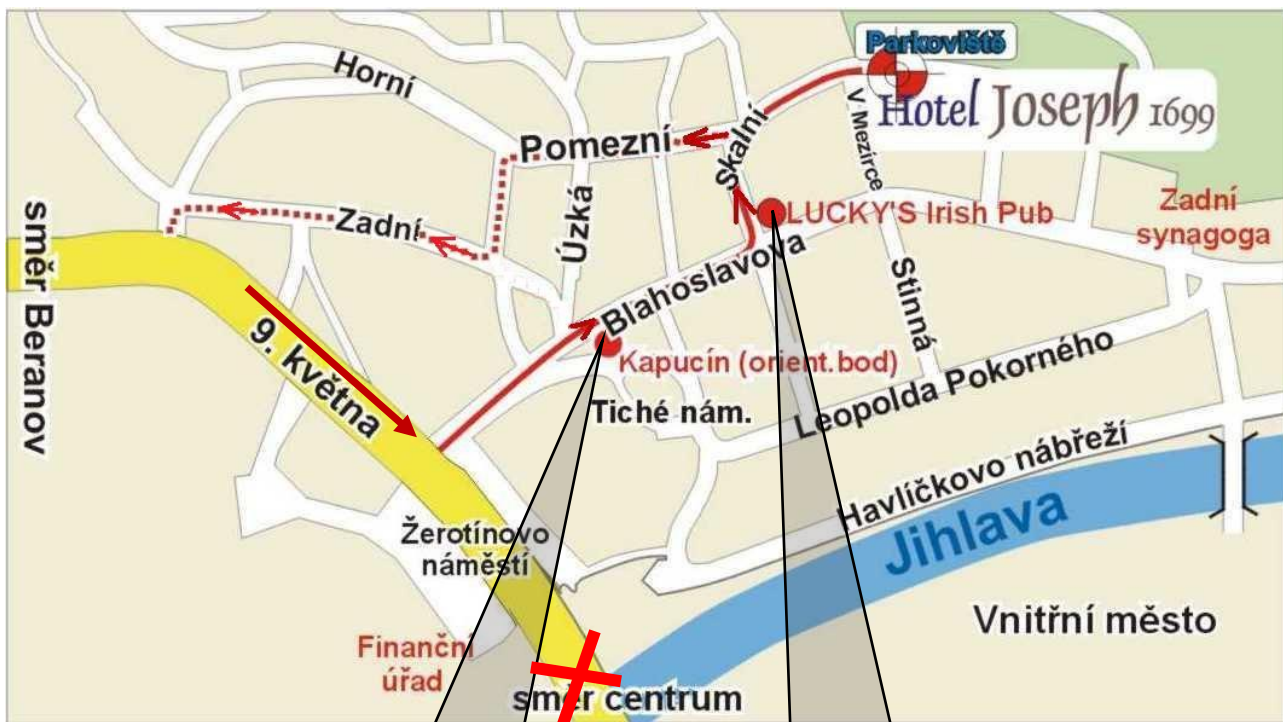 Parkoviště
Hotel Joseph 1699
Horní
Pomezní
Skalní
V Mezírce
LUCKY'S Irish Pub
Zadní
synagoga
Zadní
Úzká
směr Beranov
Blahoslavova
Stinná
9. května
Kapucín (orient.bod)
Tiché nám.
Leopolda Pokorného
Havlíčkovo nábřeží
Jihlava
Žerotínovo
náměstí
Vnitřní město
Finanční
úřad
směr centrum